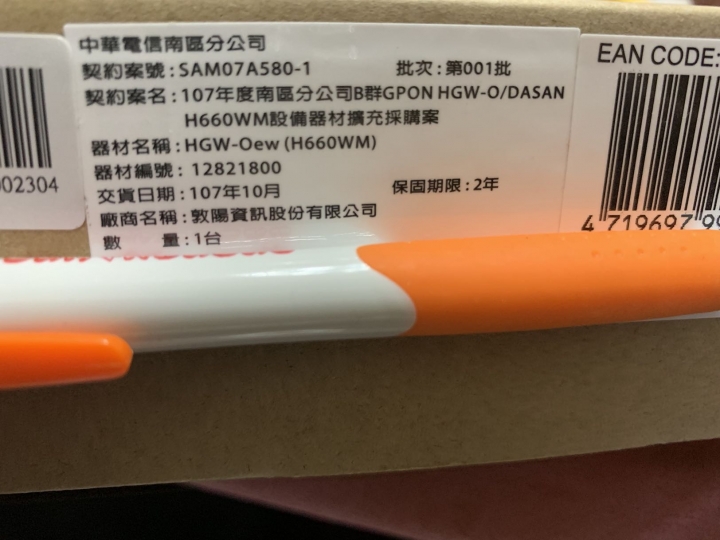 中華電信南區分公司
契約案號:SAM07A580-1 批次:第001批
契約案名:107年度南區分公司B群GPON HGW-O/DASAN
H660WM設備器材擴充採購案
器材名稱:HGW-Oew (H660WM)
器材編號: 12821800
交貨日期:107年10月 保固期限:2年
廠商名稱:敦陽資訊股份有限公司
數 量:1台
02304
EAN CODE:
4 719697 99